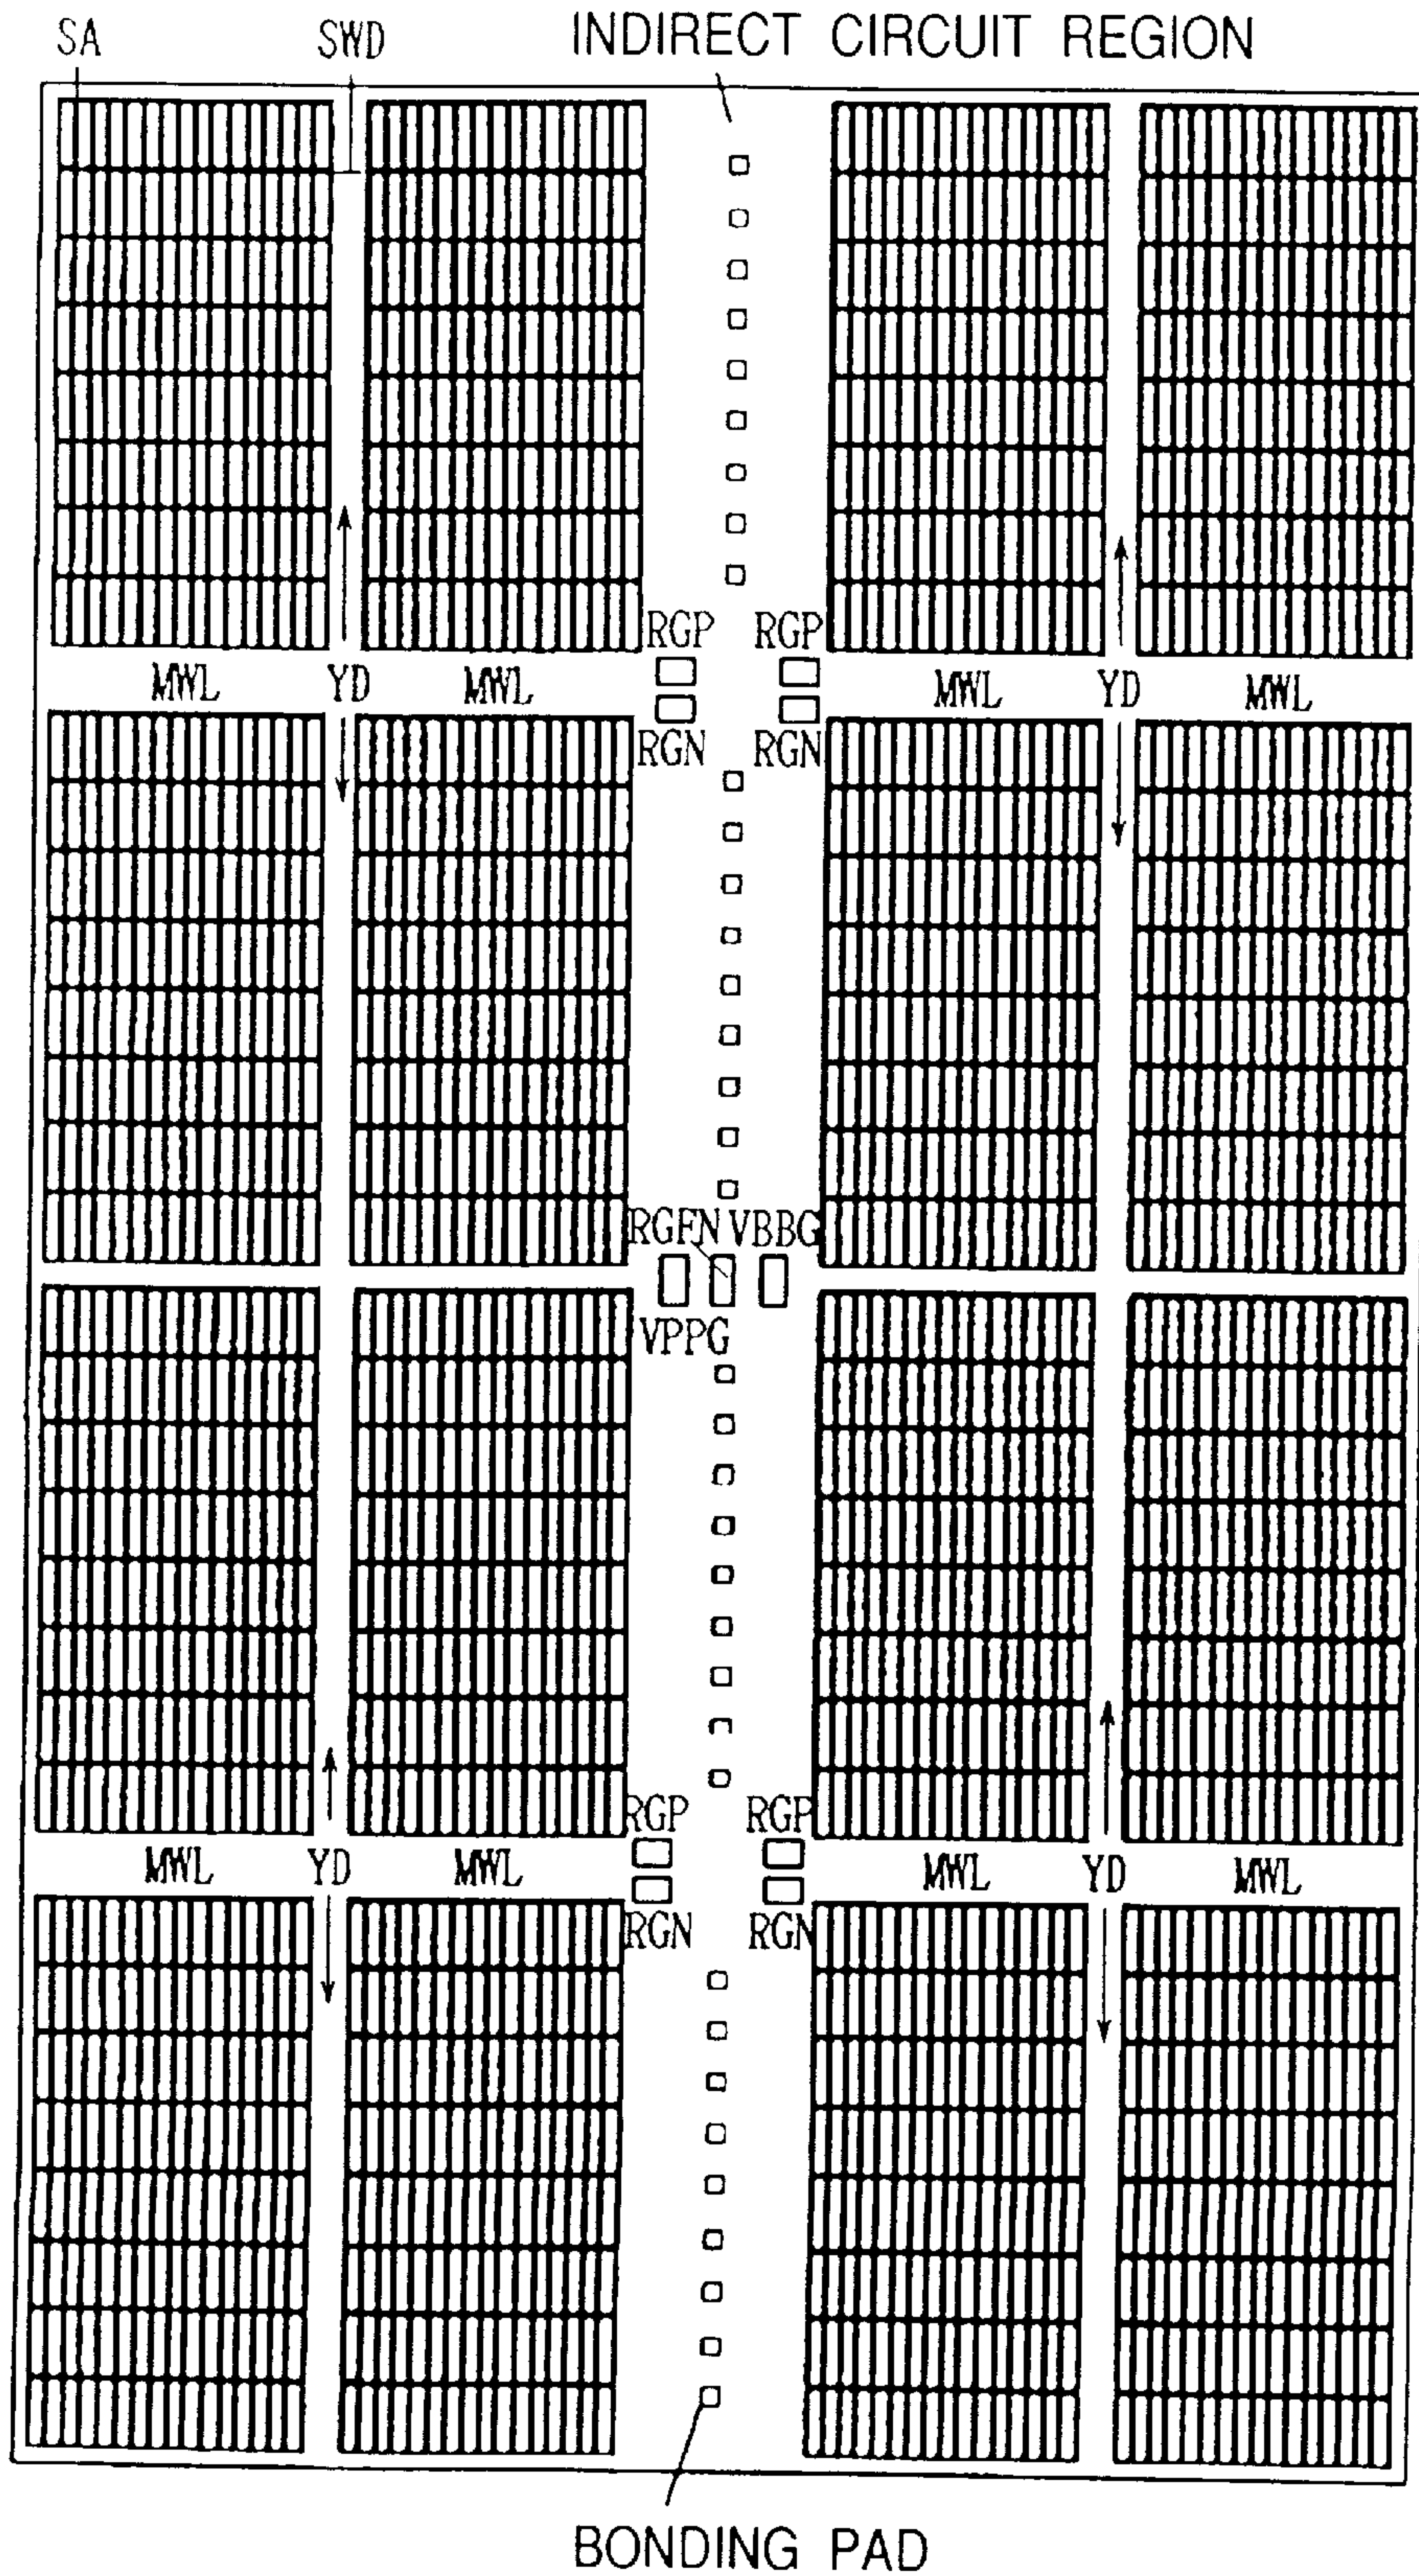 SA SWD INDIRECT CIRCUIT REGION
RGP RGP
MWL YD MWL MWL YD MWL
RGN RGN
RGFN VBBG
VPPG
RGP RGP
MWL YD MWL MWL YD MWL
RGN RGN
BONDING PAD